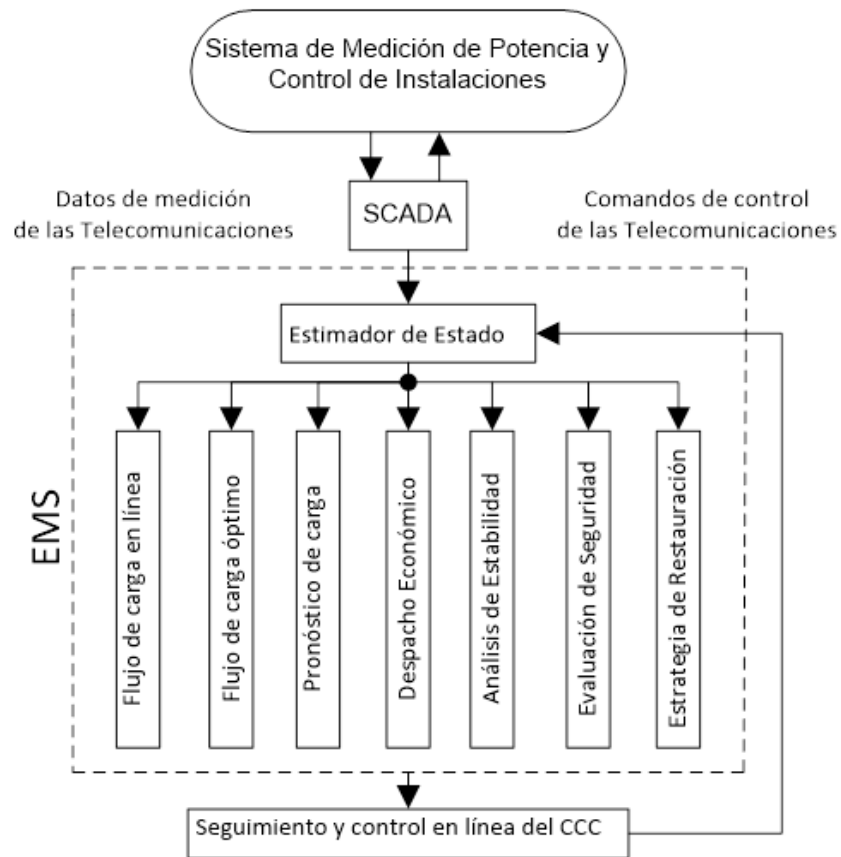 Sistema de Medición de Potencia y
Control de Instalaciones
Datos de medición
de las Telecomunicaciones
SCADA
Comandos de control
de las Telecomunicaciones
Estimador de Estado
EMS
Flujo de carga en línea
Flujo de carga óptimo
Pronóstico de carga
Despacho Económico
Análisis de Estabilidad
Evaluación de Seguridad
Estrategia de Restauración
Seguimiento y control en línea del CCC